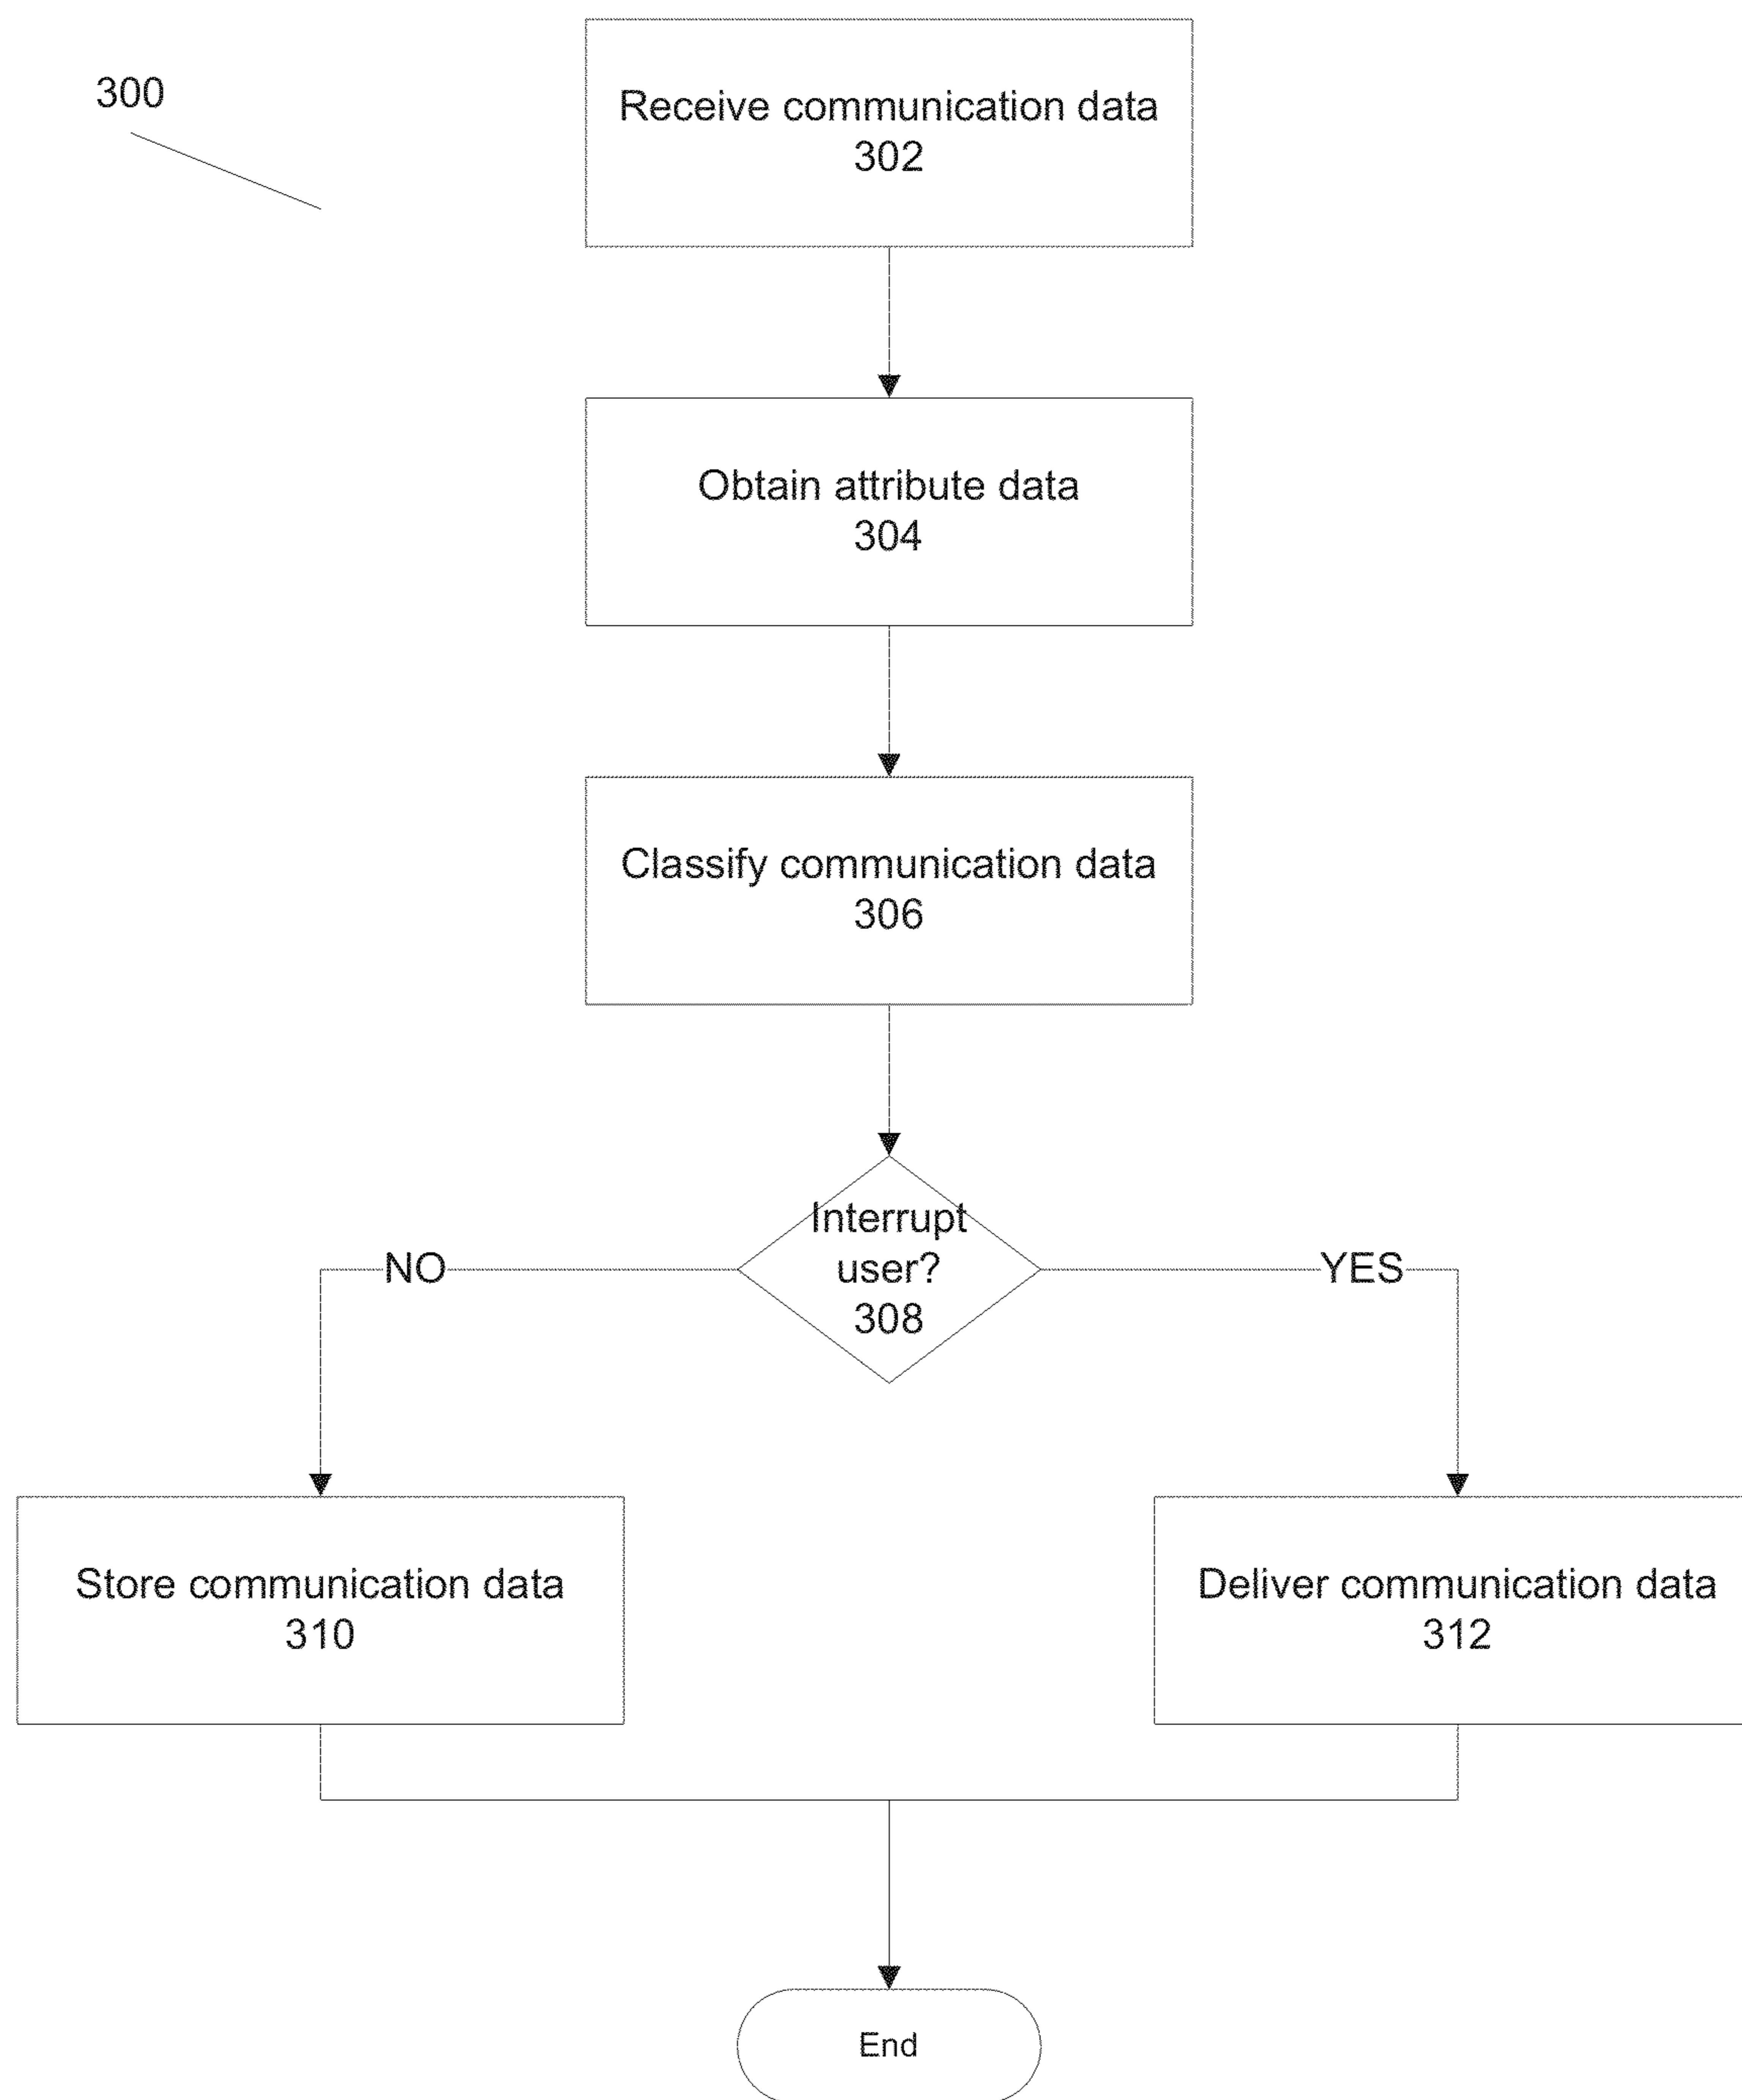 300
Receive communication data
302
Obtain attribute data
304
Classify communication data
306
Interrupt
user?
308
NO
YES
Store communication data
310
Deliver communication data
312
End